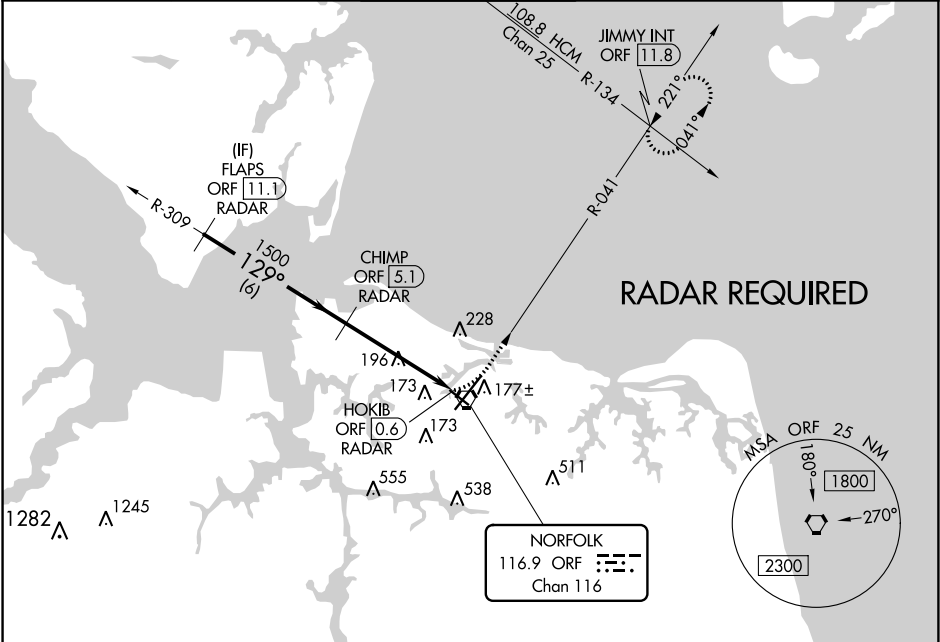 108.8 HCM
Chan 25
R-134
JIMMY INT
ORF 11.8
221°
041°
(IF)
FLAPS
ORF 11.1
RADAR
R-309
R-041
1500
129°
(6)
CHIMP
ORF 5.1
RADAR
RADAR REQUIRED
228
196
173
177±
HOKIB
ORF 0.6
RADAR
173
555
538
511
1282
1245
MSA ORF 25 NM
180°
1800
270°
2300
NORFOLK
116.9 ORF
Chan 116